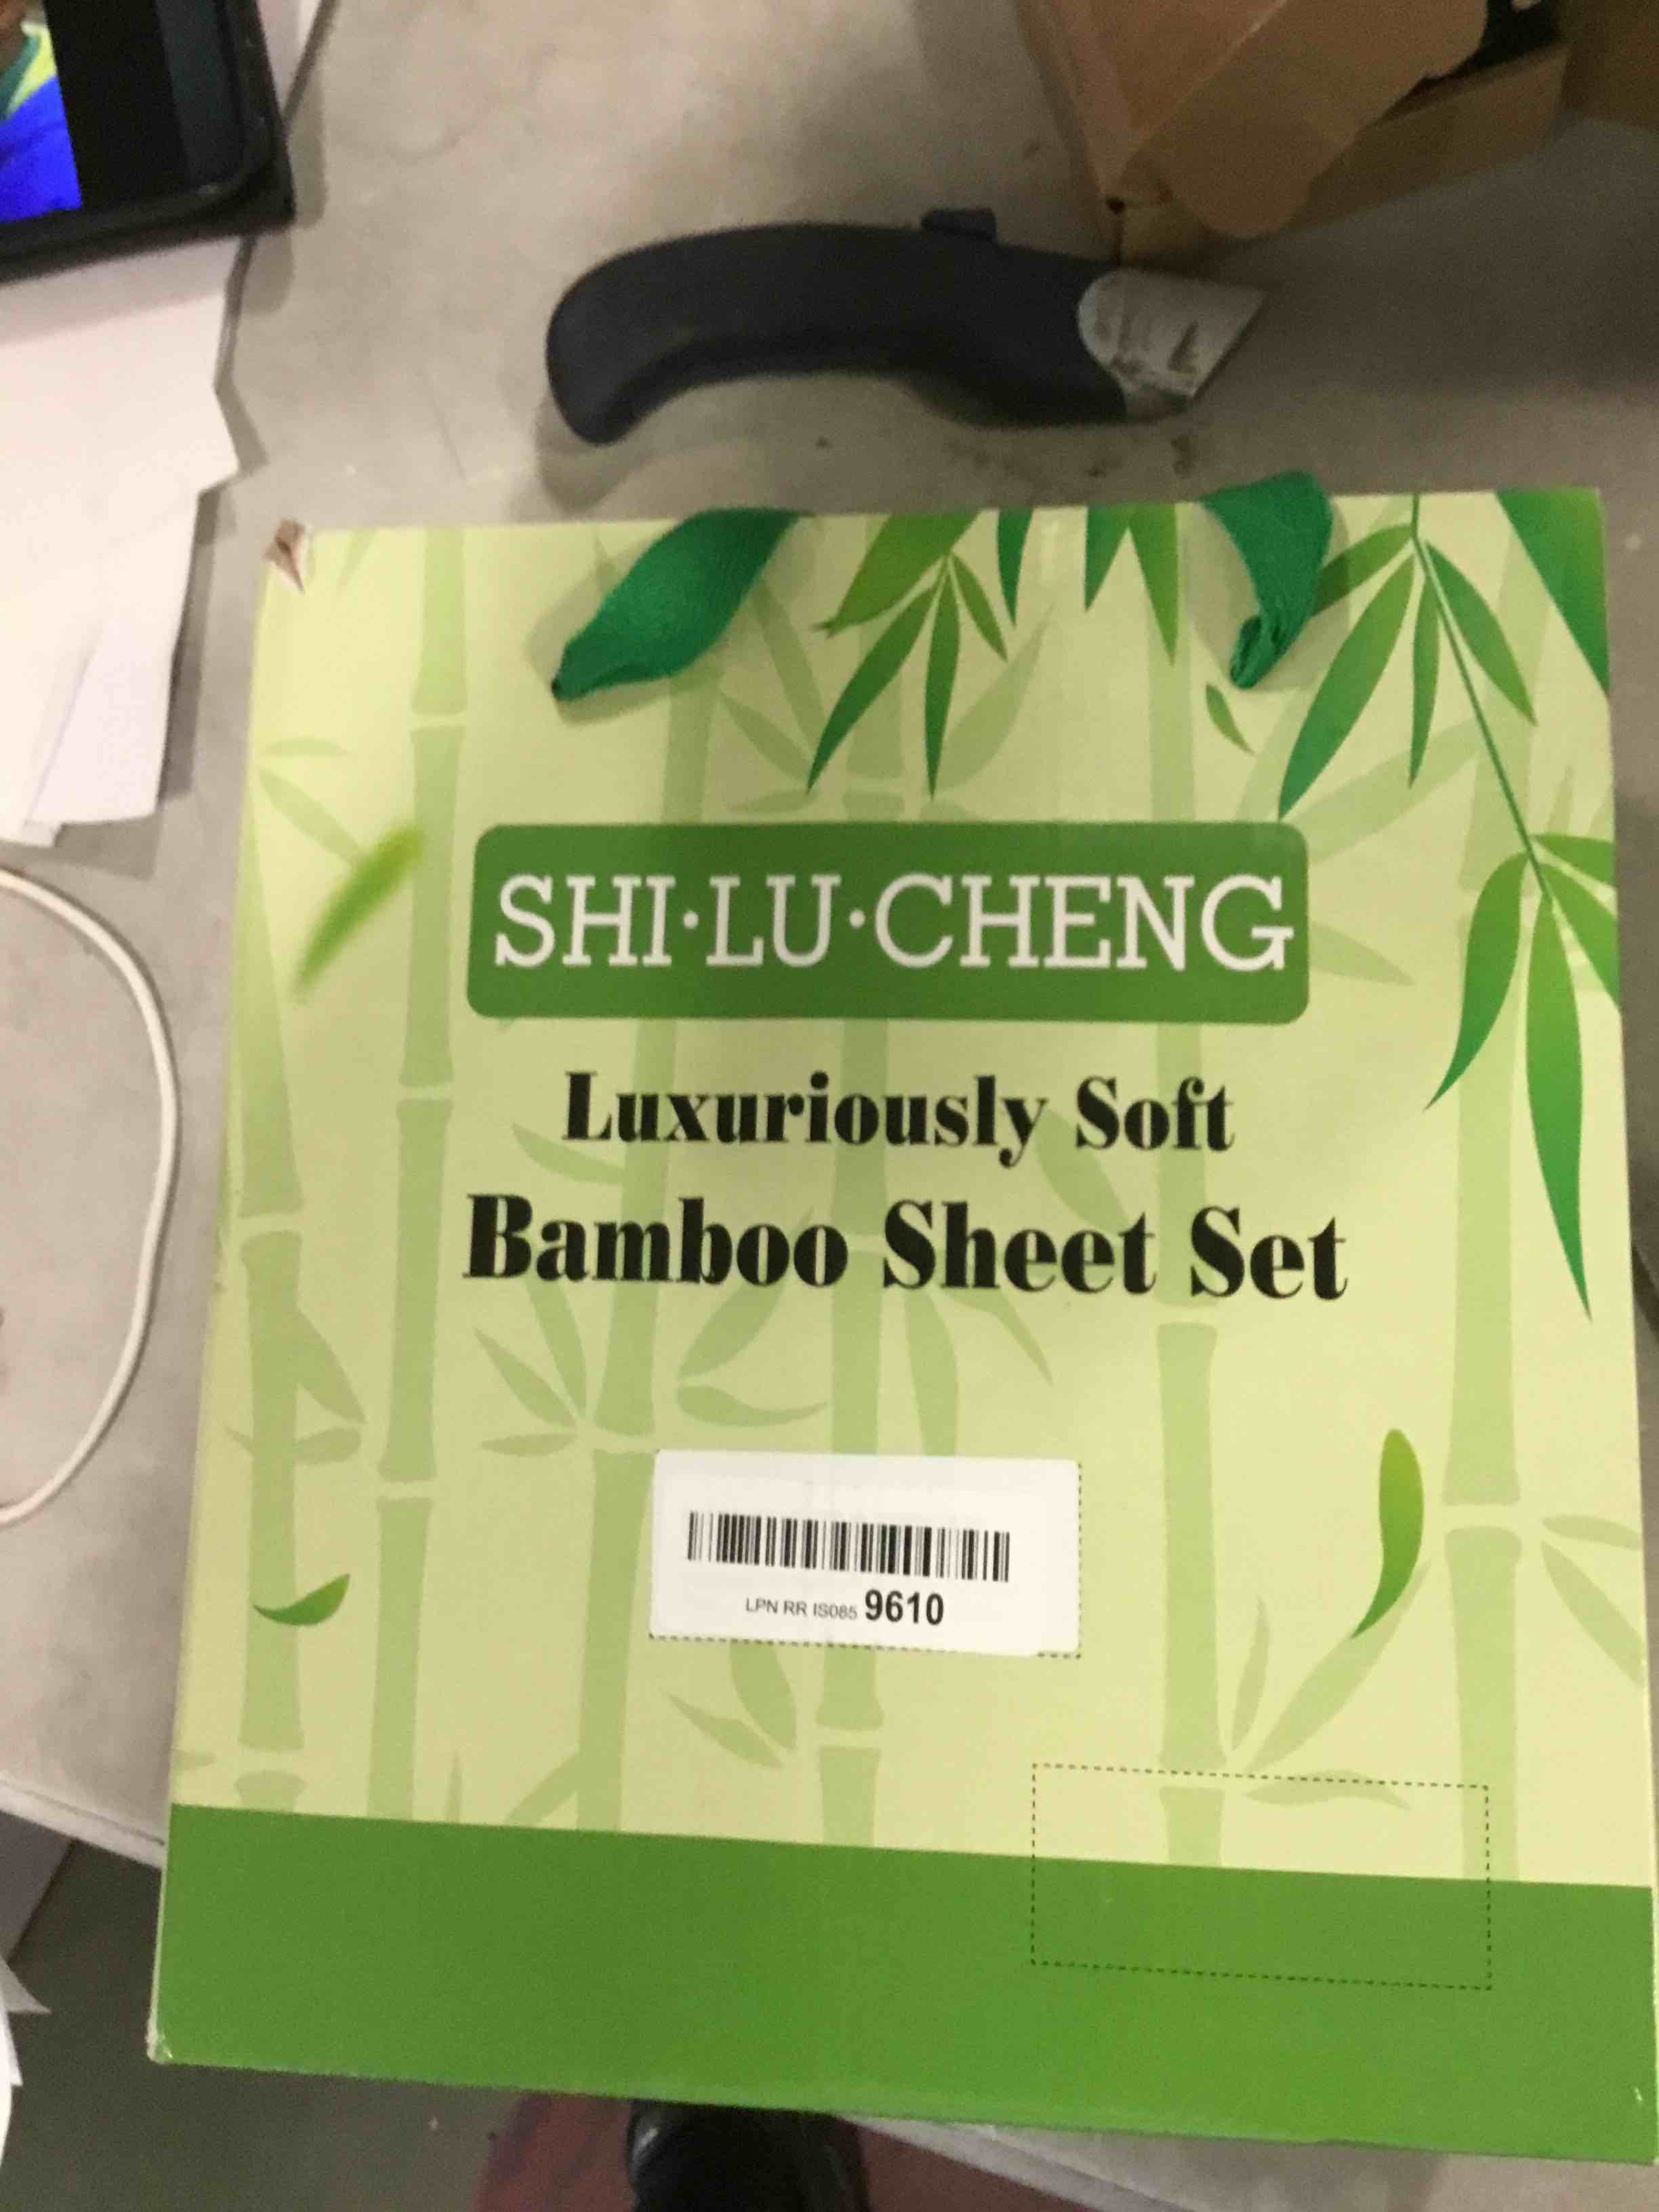 SHI·LU·CHENG
Luxuriously Soft
Bamboo Sheet Set
LPN RR IS085 9610